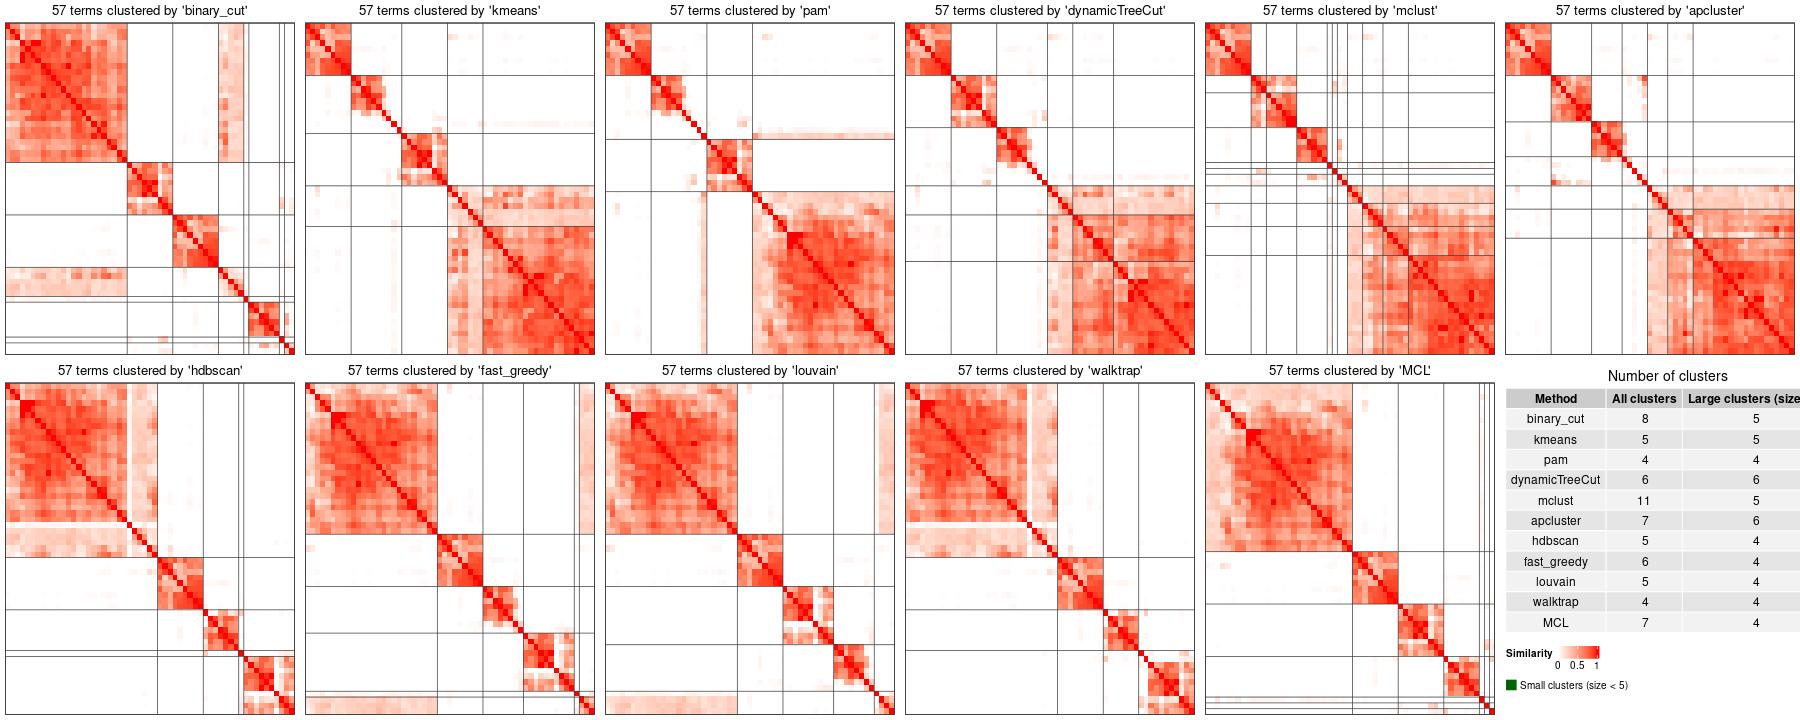 57 terms clustered by 'binary_cut'
57 terms clustered by 'kmeans'
57 terms clustered by 'pam'
57 terms clustered by 'dynamicTreeCut'
57 terms clustered by 'mclust'
57 terms clustered by 'apcluster'
57 terms clustered by 'hdbscan'
57 terms clustered by 'fast_greedy'
57 terms clustered by 'louvain'
57 terms clustered by 'walktrap'
57 terms clustered by 'MCL'
Number of clusters
Method All clusters Large clusters (size
binary_cut 8 5
kmeans 5 5
pam 4 4
dynamicTreeCut 6 6
mclust 11 5
apcluster 7 6
hdbscan 5 4
fast_greedy 6 4
louvain 5 4
walktrap 4 4
MCL 7 4
Similarity
0 0.5 1
Small clusters (size < 5)